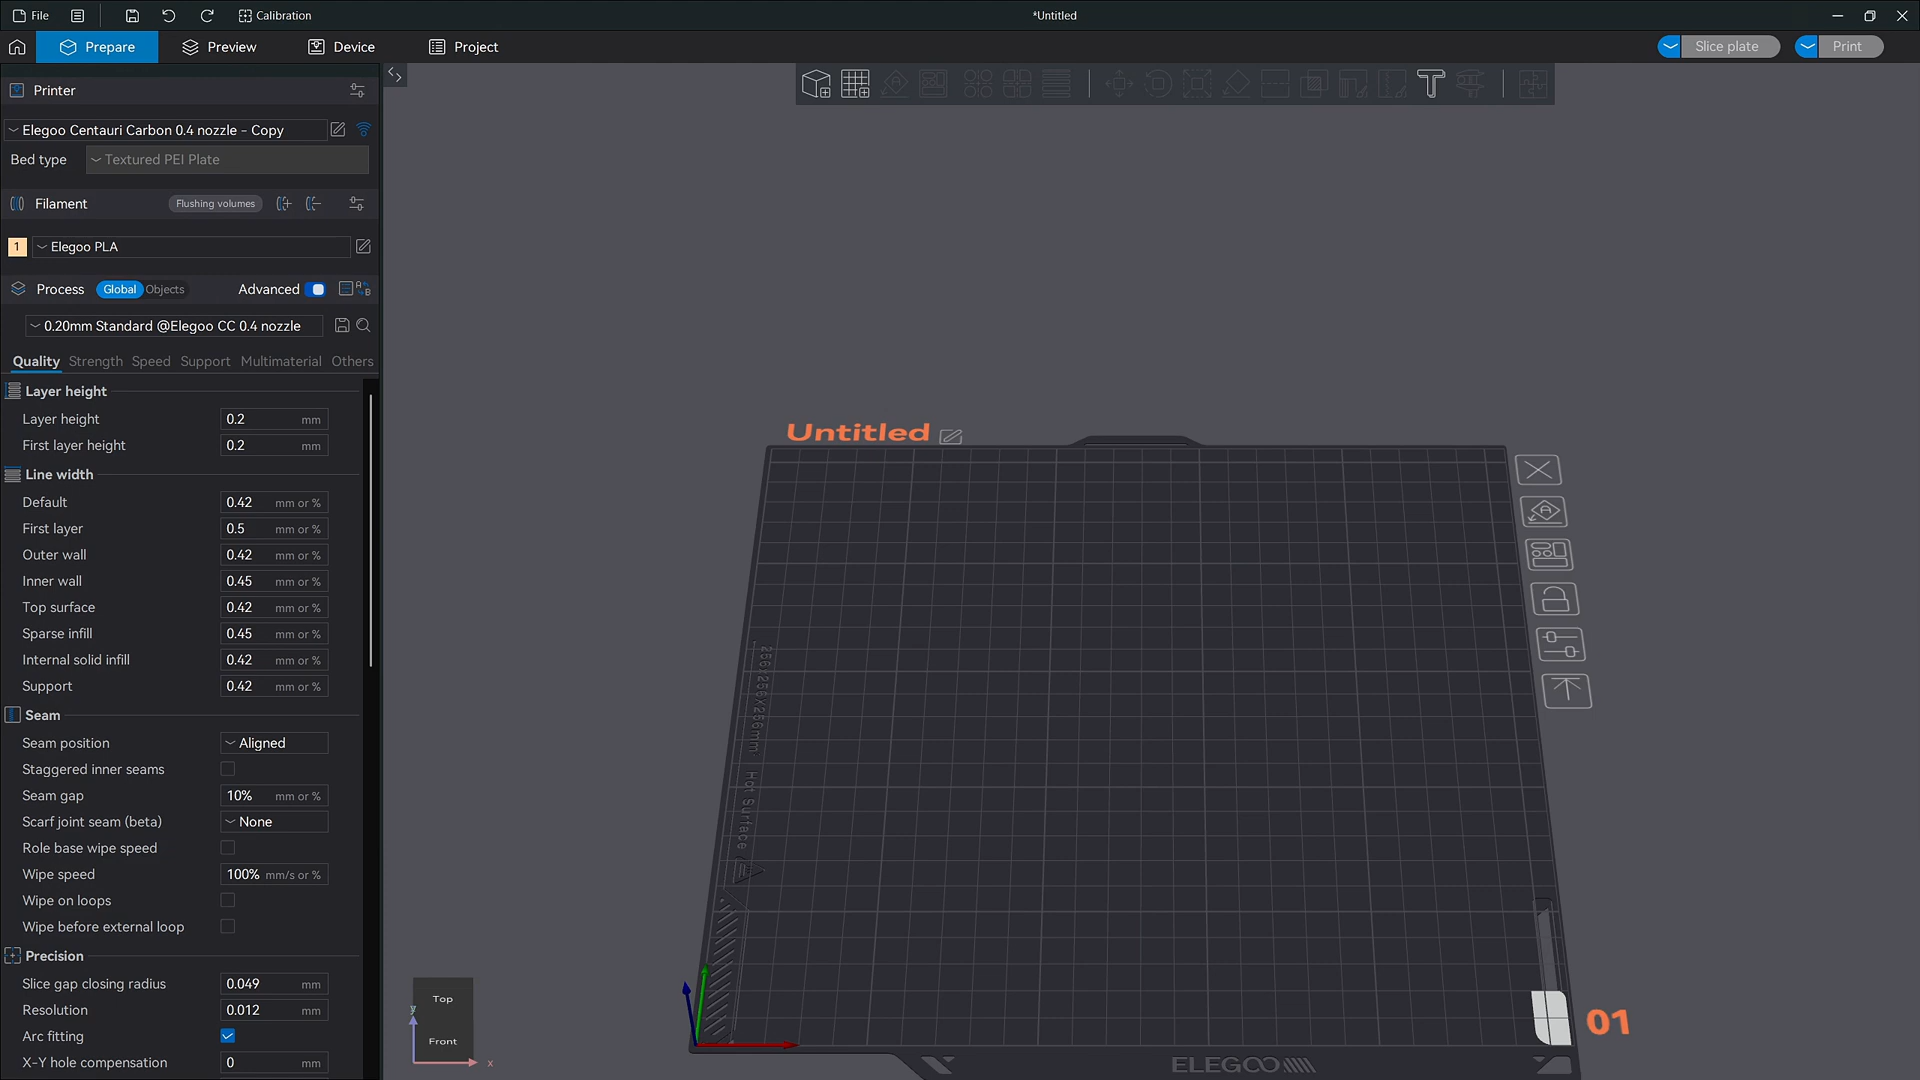 File
Calibration
*Untitled
Prepare
Preview
Device
Project
Slice plate
Print
Printer
Elegoo Centauri Carbon 0.4 nozzle - Copy
Bed type
Textured PEI Plate
Filament
Flushing volumes
1
Elegoo PLA
Process
Global
Objects
Advanced
0.20mm Standard @Elegoo CC 0.4 nozzle
Quality
Strength
Speed
Support
Multimaterial
Others
Layer height
Layer height 0.2 mm
First layer height 0.2 mm
Line width
Default 0.42 mm or %
First layer 0.5 mm or %
Outer wall 0.42 mm or %
Inner wall 0.45 mm or %
Top surface 0.42 mm or %
Sparse infill 0.45 mm or %
Internal solid infill 0.42 mm or %
Support 0.42 mm or %
Seam
Seam position Aligned
Staggered inner seams
Seam gap 10% mm or %
Scarf joint seam (beta) None
Role base wipe speed
Wipe speed 100% mm/s or %
Wipe on loops
Wipe before external loop
Precision
Slice gap closing radius 0.049 mm
Resolution 0.012 mm
Arc fitting
X-Y hole compensation 0 mm
Untitled
256x256x256mm
Hot Surface
Top
Front
y
x
ELEGOO
01